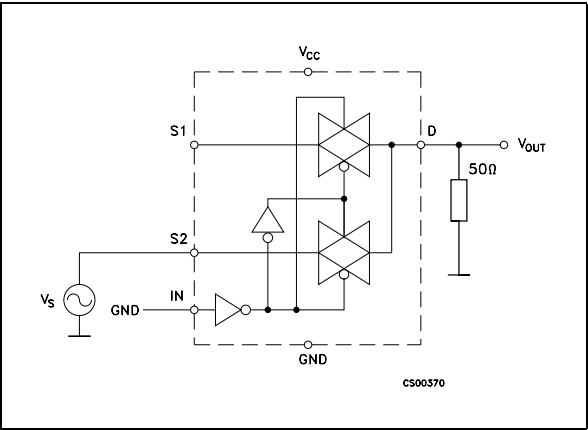 VCC
S1
D
VOUT
50Ω
S2
VS
IN
GND
GND
CS00370